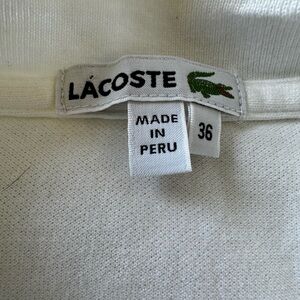 LACOSTE
MADE
IN
PERU
36